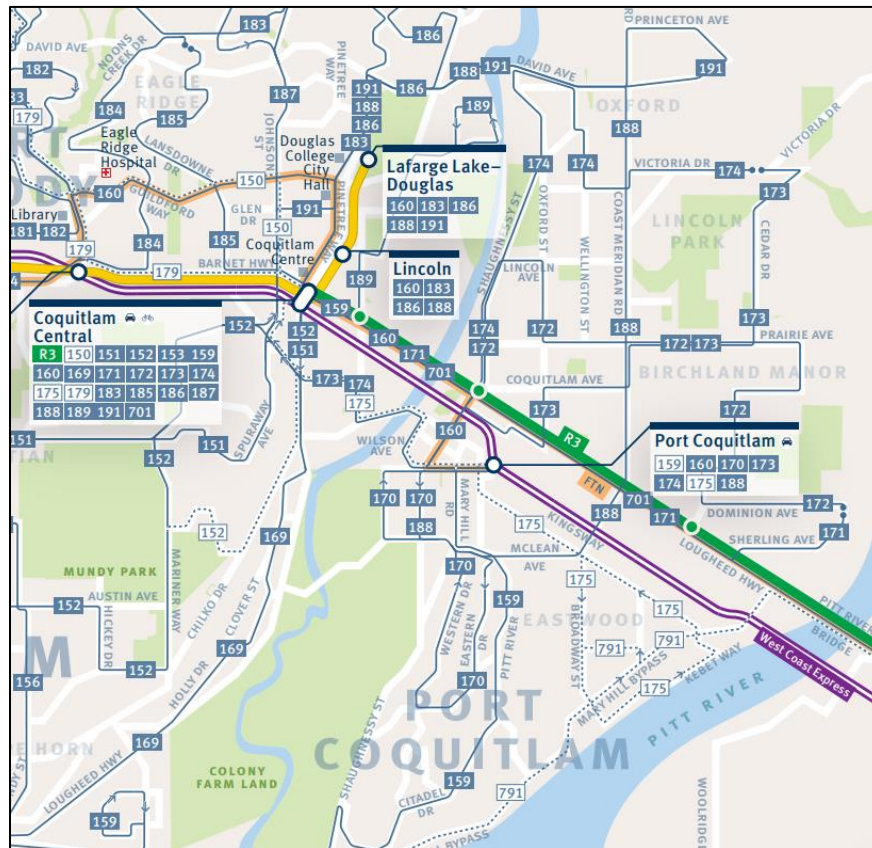 183
186
PRINCETON AVE
RD
DAVID AVE
NOONS
CREEK DR
PINETREE
WAY
182
EAGLE
RIDGE
187
191
188
186
183
186
188
191
DAVID AVE
191
179
184
185
189
OXFORD
Eagle
Ridge
Hospital
LANSDOWNE
DR
JOHNSON
ST
Douglas
College
City
Hall
188
VICTORIA DR
174
174
VICTORIA DR
174
160
GUILDFORD
WAY
150
191
PINETREE
WAY
Lafarge Lake–
Douglas
160 183 186
188 191
SHAUGHNESSY ST
OXFORD ST
173
Library
181 182
GLEN DR
150
COAST MERIDIAN RD
LINCOLN
PARK
CEDAR DR
179
184
185
Coquitlam
Centre
BARNET HWY
179
189
Lincoln
160 183
186 188
LINCOLN
AVE
WELLINGTON ST
Coquitlam
Central
R3 150 151 152 153 159
160 169 171 172 173 174
175 179 183 185 186 187
188 189 191 701
159
152
152
151
160
171
701
174
172
172
188
173
172 173
PRAIRIE AVE
BIRCHLAND MANOR
173
174
175
COQUITLAM AVE
173
172
R3
151
151
152
SPURAWAY
AVE
WILSON
AVE
160
Port Coquitlam
159 160 170 173
174 175 188
FTN
701
188
171
170
170
188
MARY HILL
RD
KINGSWAY
175
172
DOMINION AVE
171
SHERLING AVE
152
169
MCLEAN
AVE
LOUGHEED HWY
MUNDY PARK
MARINER WAY
CHILKO DR
CLOVER ST
170
159
175
PITT RIVER
BRIDGE
AUSTIN AVE
152
HICKEY DR
WESTERN DR
EASTERN
DR
PITT RIVER
EASTWOOD
BROADWAY ST
175
791
791
West Coast Express
152
169
170
175
KEBET WAY
MARY HILL BYPASS
156
HOLLY DR
PORT
COQUITLAM
PITT RIVER
169
LOUGHEED HWY
COLONY
FARM LAND
SHAUGHNESSY ST
159
CITADEL
DR
791
159
BYPASS
WOOLRIDGE